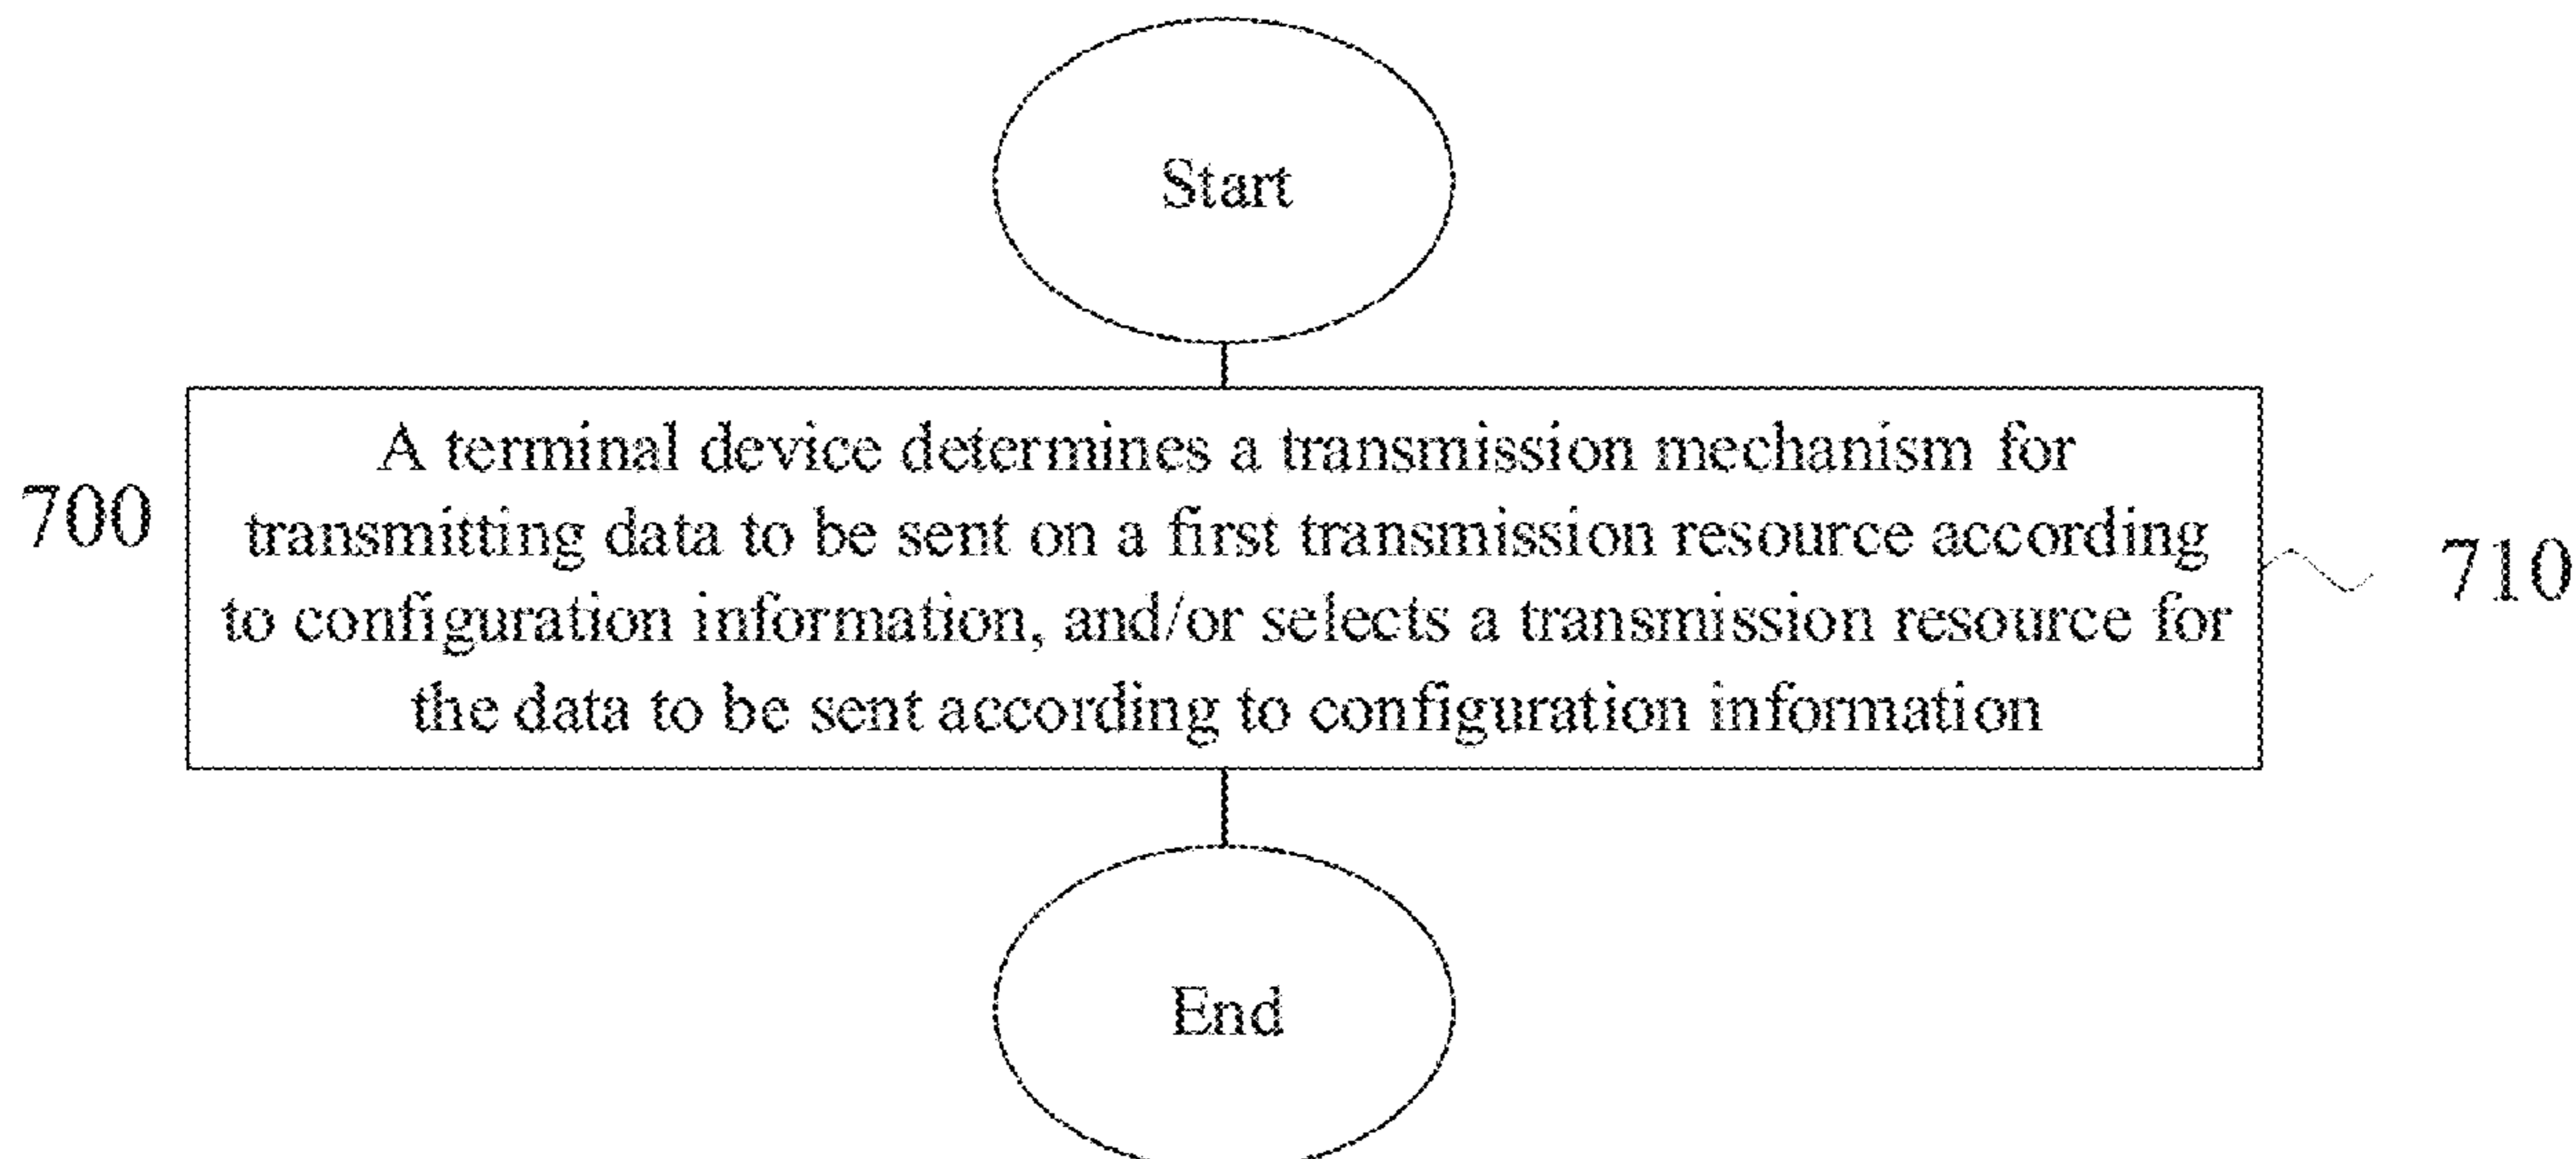 Start
700
A terminal device determines a transmission mechanism for
transmitting data to be sent on a first transmission resource according
to configuration information, and/or selects a transmission resource for
the data to be sent according to configuration information
710
End